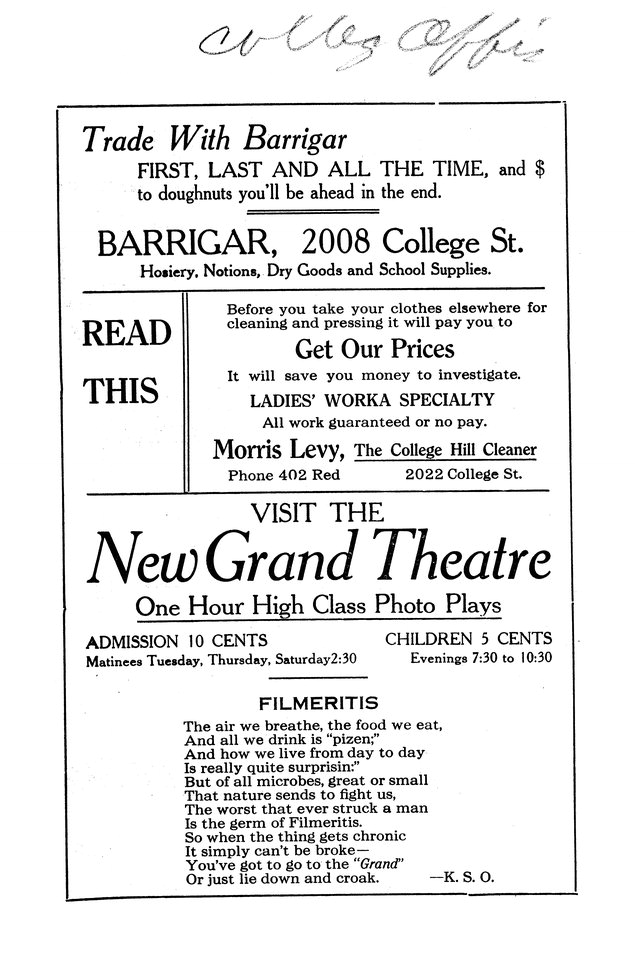 College Office
Trade With Barrigar
FIRST, LAST AND ALL THE TIME, and $
to doughnuts you'll be ahead in the end.
BARRIGAR, 2008 College St.
Hosiery, Notions, Dry Goods and School Supplies.
READ
THIS
Before you take your clothes elsewhere for
cleaning and pressing it will pay you to
Get Our Prices
It will save you money to investigate.
LADIES' WORKA SPECIALTY
All work guaranteed or no pay.
Morris Levy, The College Hill Cleaner
Phone 402 Red 2022 College St.
VISIT THE
New Grand Theatre
One Hour High Class Photo Plays
ADMISSION 10 CENTS CHILDREN 5 CENTS
Matinees Tuesday, Thursday, Saturday2:30 Evenings 7:30 to 10:30
FILMERITIS
The air we breathe, the food we eat,
And all we drink is "pizen;"
And how we live from day to day
Is really quite surprisin:"
But of all microbes, great or small
That nature sends to fight us,
The worst that ever struck a man
Is the germ of Filmeritis.
So when the thing gets chronic
It simply can't be broke—
You've got to go to the "Grand"
Or just lie down and croak. —K. S. O.